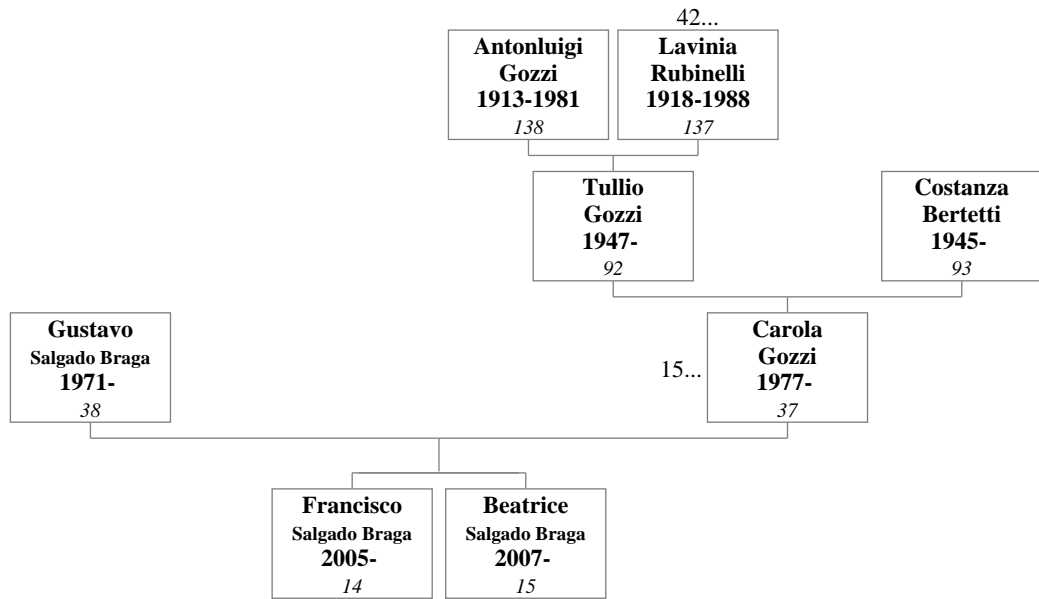 42...
Antonluigi
Gozzi
1913-1981
138
Lavinia
Rubinelli
1918-1988
137
Tullio
Gozzi
1947-
92
Costanza
Bertetti
1945-
93
Gustavo
Salgado Braga
1971-
38
15...
Carola
Gozzi
1977-
37
Francisco
Salgado Braga
2005-
14
Beatrice
Salgado Braga
2007-
15